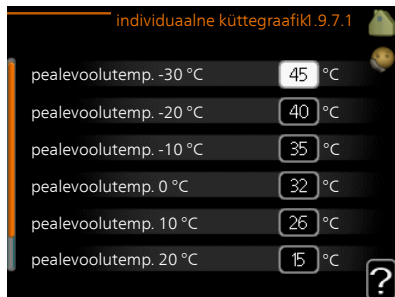 individuaalne küttegraafik1.9.7.1
pealevoolutemp. -30 °C 45 °C
pealevoolutemp. -20 °C 40 °C
pealevoolutemp. -10 °C 35 °C
pealevoolutemp. 0 °C 32 °C
pealevoolutemp. 10 °C 26 °C
pealevoolutemp. 20 °C 15 °C
?